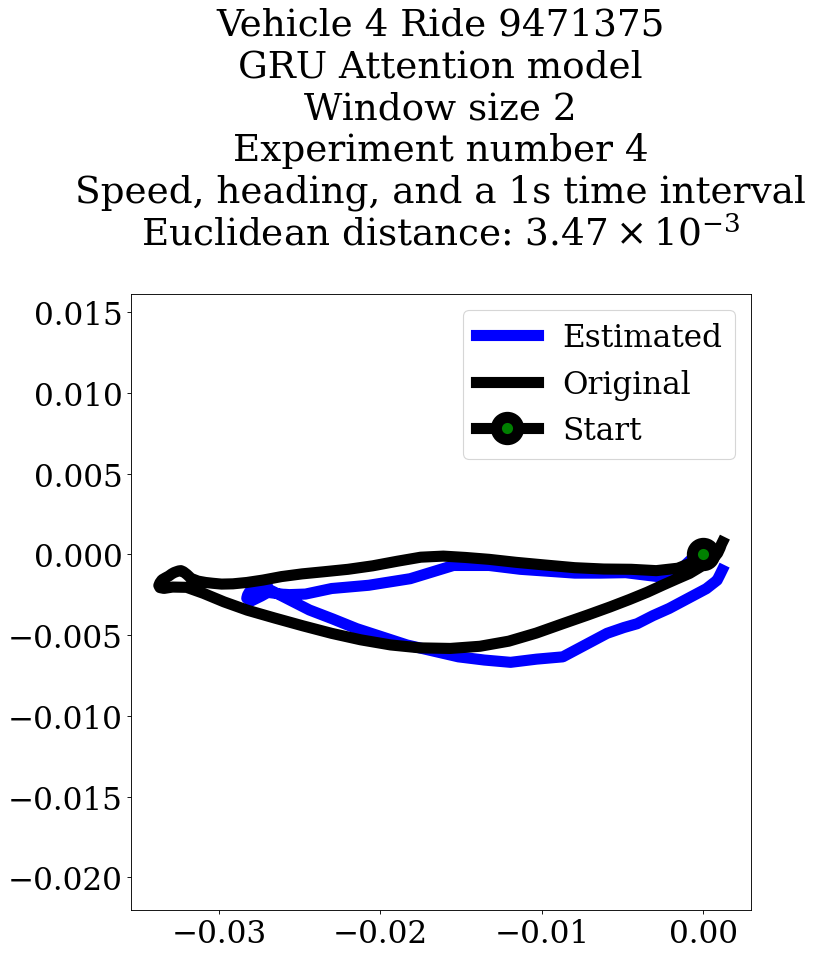 Vehicle 4 Ride 9471375
GRU Attention model
Window size 2
Experiment number 4
Speed, heading, and a 1s time interval
Euclidean distance: 3.47 × 10⁻³
Estimated
Original
Start
0.015
0.010
0.005
0.000
−0.005
−0.010
−0.015
−0.020
−0.03
−0.02
−0.01
0.00